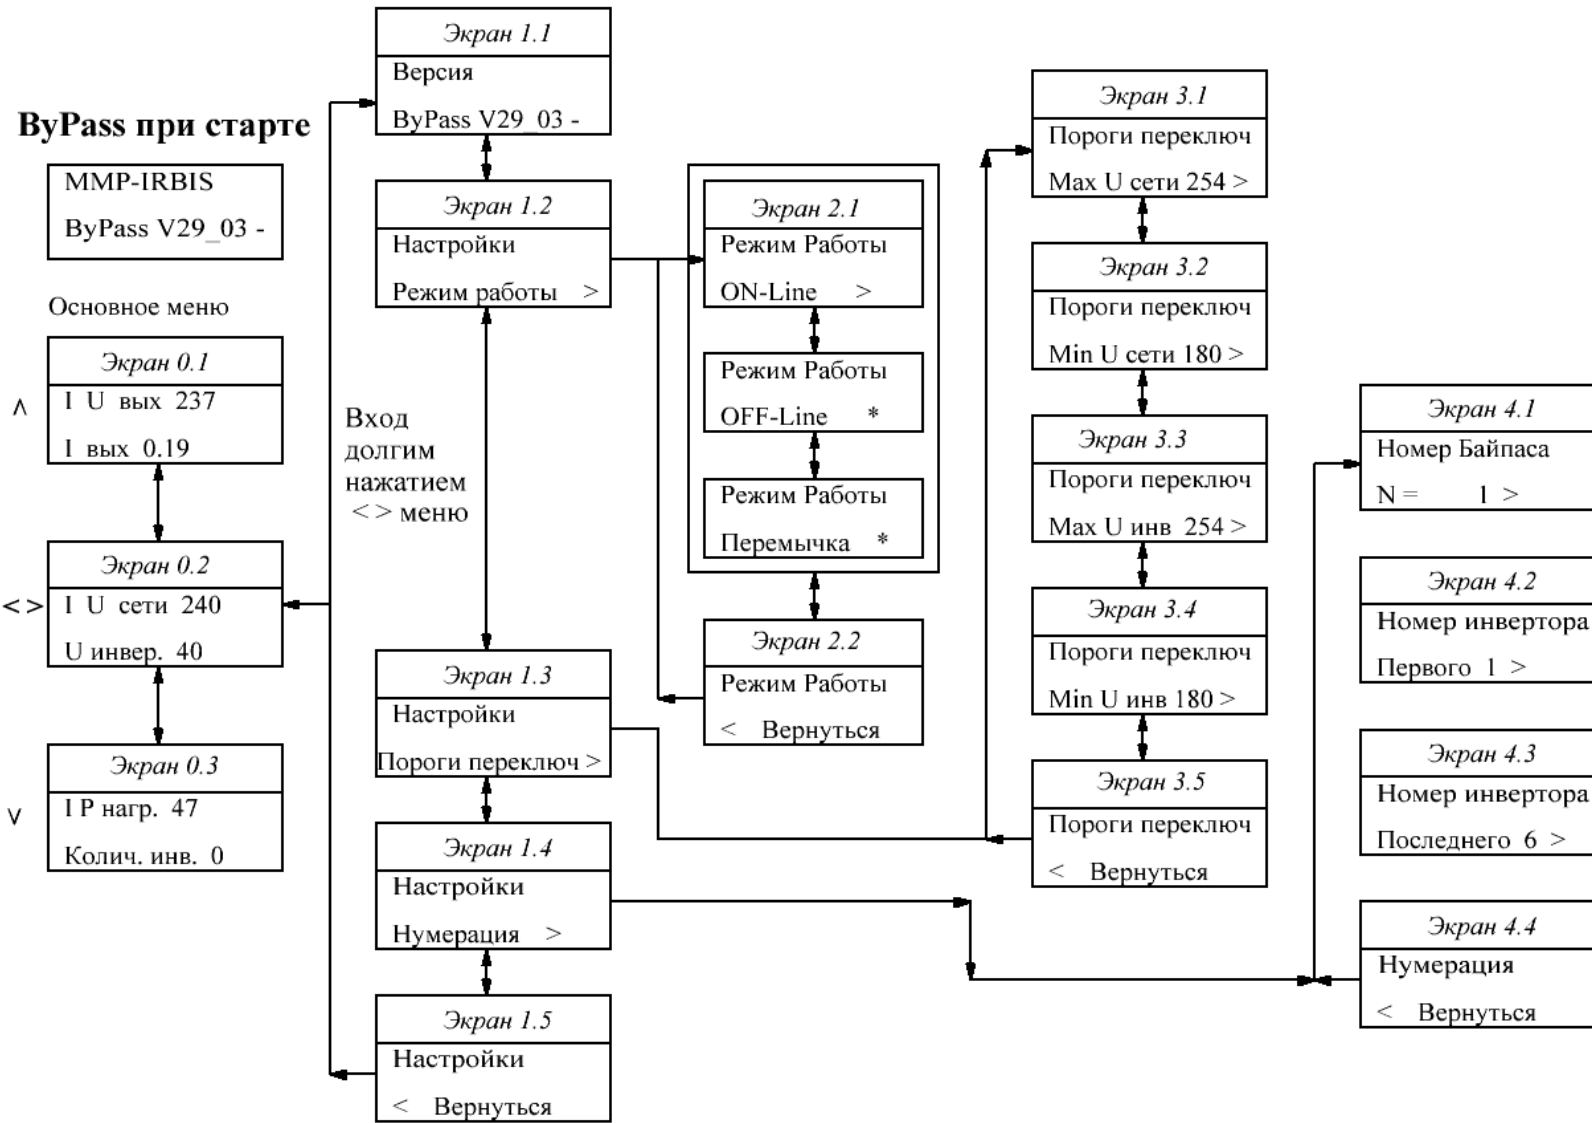 ByPass при старте
MMP-IRBIS
ByPass V29_03 -
Основное меню
Экран 0.1
I U вых 237
I вых 0.19
^
Экран 0.2
I U сети 240
U инвер. 40
< >
Экран 0.3
I P нагр. 47
Колич. инв. 0
v
Экран 1.1
Версия
ByPass V29_03 -
Экран 1.2
Настройки
Режим работы >
Вход
долгим
нажатием
< > меню
Экран 1.3
Настройки
Пороги переключ >
Экран 1.4
Настройки
Нумерация >
Экран 1.5
Настройки
< Вернуться
Экран 2.1
Режим Работы
ON-Line >
Режим Работы
OFF-Line *
Режим Работы
Перемычка *
Экран 2.2
Режим Работы
< Вернуться
Экран 3.1
Пороги переключ
Max U сети 254 >
Экран 3.2
Пороги переключ
Min U сети 180 >
Экран 3.3
Пороги переключ
Max U инв 254 >
Экран 3.4
Пороги переключ
Min U инв 180 >
Экран 3.5
Пороги переключ
< Вернуться
Экран 4.1
Номер Байпаса
N = 1 >
Экран 4.2
Номер инвертора
Первого 1 >
Экран 4.3
Номер инвертора
Последнего 6 >
Экран 4.4
Нумерация
< Вернуться